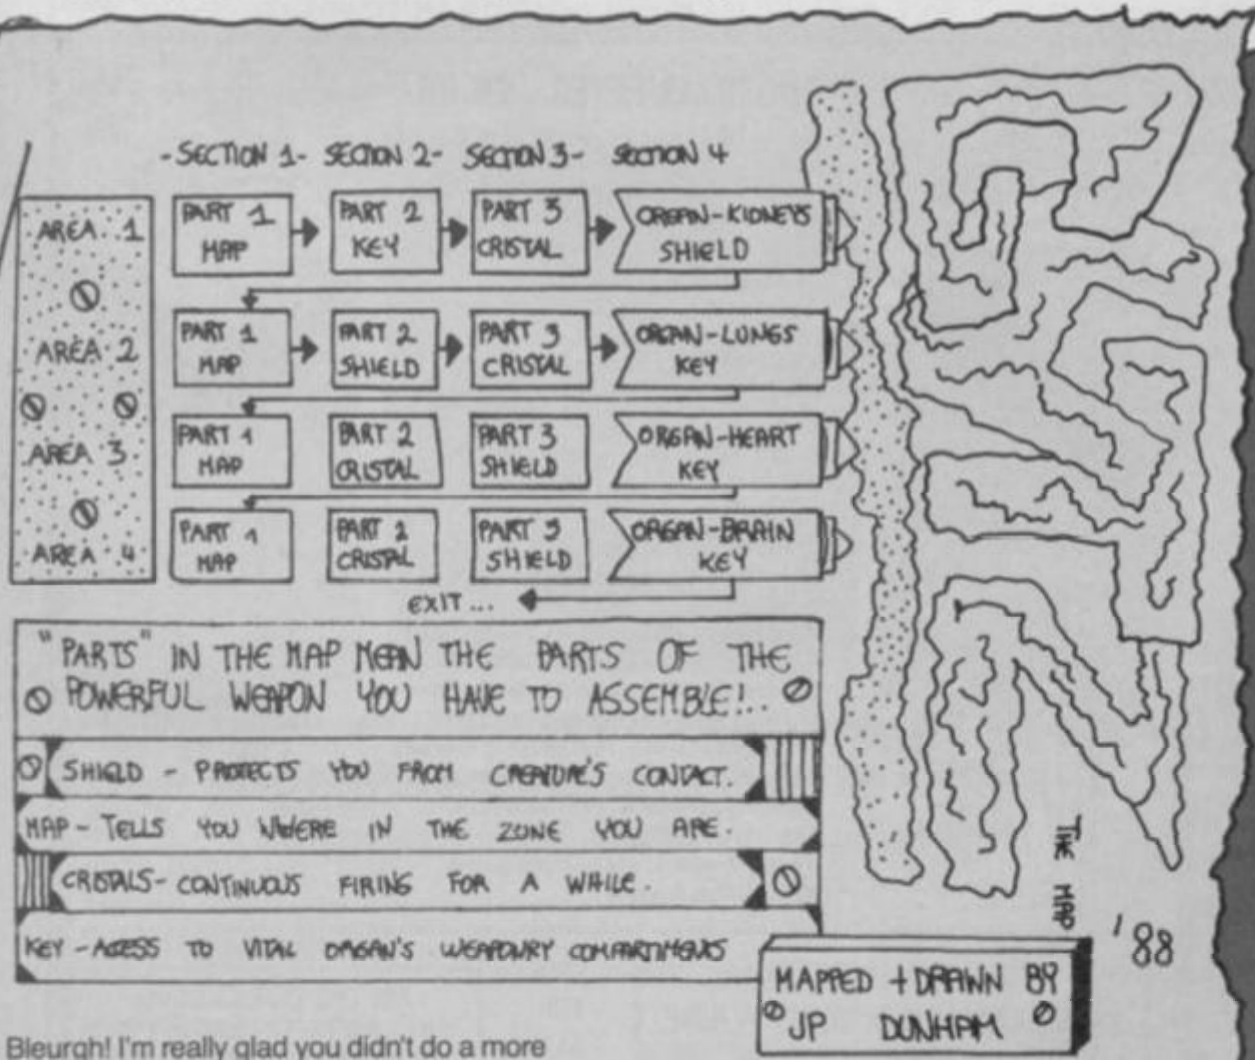 - SECTION 1 - SECTION 2 - SECTION 3 - SECTION 4
AREA 1
PART 1
MAP
PART 2
KEY
PART 3
CRISTAL
ORGAN-KIDNEYS
SHIELD
AREA 2
PART 1
MAP
PART 2
SHIELD
PART 3
CRISTAL
ORGAN-LUNGS
KEY
AREA 3
PART 1
MAP
PART 2
CRISTAL
PART 3
SHIELD
ORGAN-HEART
KEY
AREA 4
PART 1
MAP
PART 2
CRISTAL
PART 3
SHIELD
ORGAN-BRAIN
KEY
EXIT...
"PARTS" IN THE MAP MEAN THE PARTS OF THE
POWERFUL WEAPON YOU HAVE TO ASSEMBLE!..
SHIELD - PROTECTS YOU FROM CREATURE'S CONTACT.
MAP - TELLS YOU WHERE IN THE ZONE YOU ARE.
CRISTALS - CONTINUOUS FIRING FOR A WHILE.
KEY - ACCESS TO VITAL ORGAN'S WEAPONRY COMPARTIMENTS
THE MAP
'88
MAPPED + DRAWN BY
JP DUNHAM
Bleurgh! I'm really glad you didn't do a more